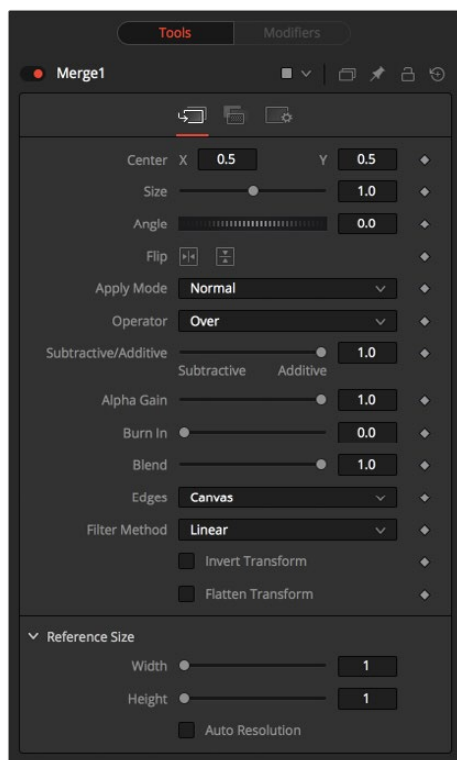 Tools Modifiers
Merge1
Center X 0.5 Y 0.5
Size 1.0
Angle 0.0
Flip
Apply Mode Normal
Operator Over
Subtractive/Additive 1.0
Subtractive Additive
Alpha Gain 1.0
Burn In 0.0
Blend 1.0
Edges Canvas
Filter Method Linear
Invert Transform
Flatten Transform
Reference Size
Width 1
Height 1
Auto Resolution